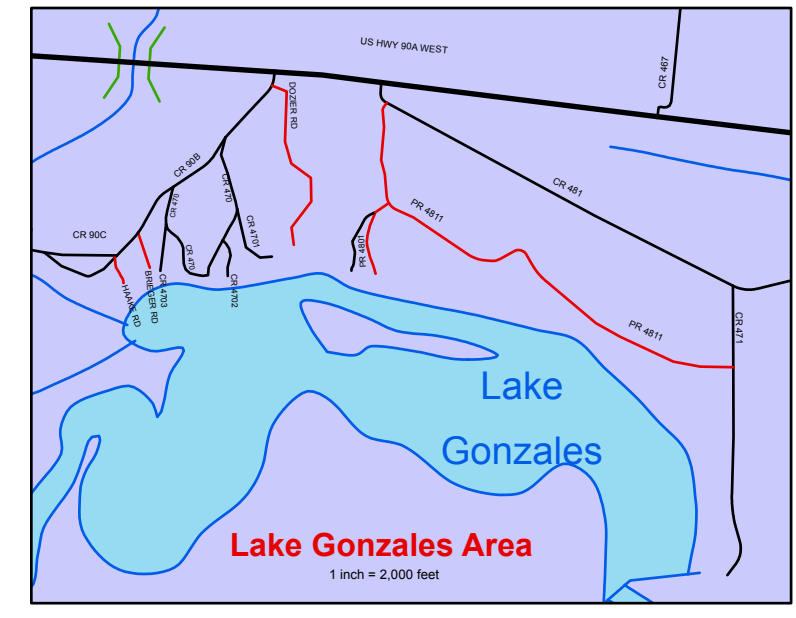 US HWY 90A WEST
CR 467
DOZIER RD
CR 90B
CR 470
CR 470
CR 481
PR 4811
CR 4701
CR 90C
PR 4801
CR 470
HAAKE RD
BRIEGER RD
CR 4703
CR 4702
PR 4811
CR 471
Lake
Gonzales
Lake Gonzales Area
1 inch = 2,000 feet